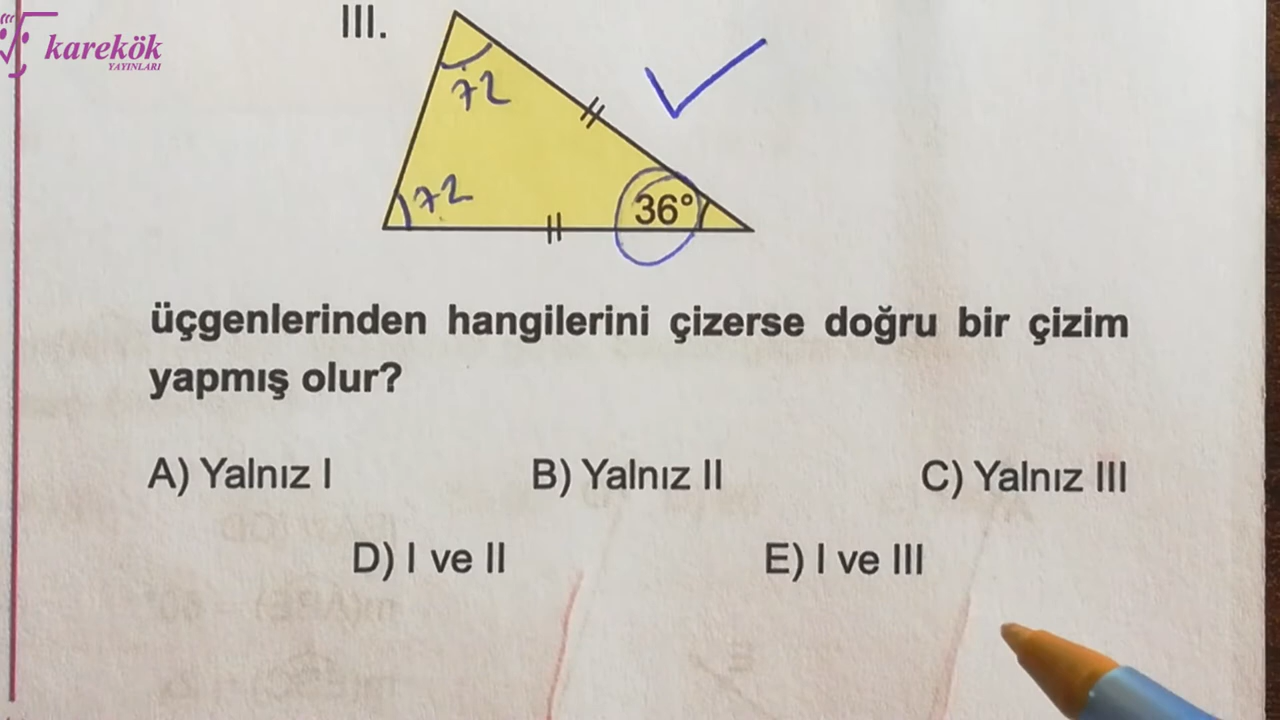 karekök
YAYINLARI
III.
72
72
36°
üçgenlerinden hangilerini çizerse doğru bir çizim
yapmış olur?
A) Yalnız I
B) Yalnız II
C) Yalnız III
D) I ve II
E) I ve III